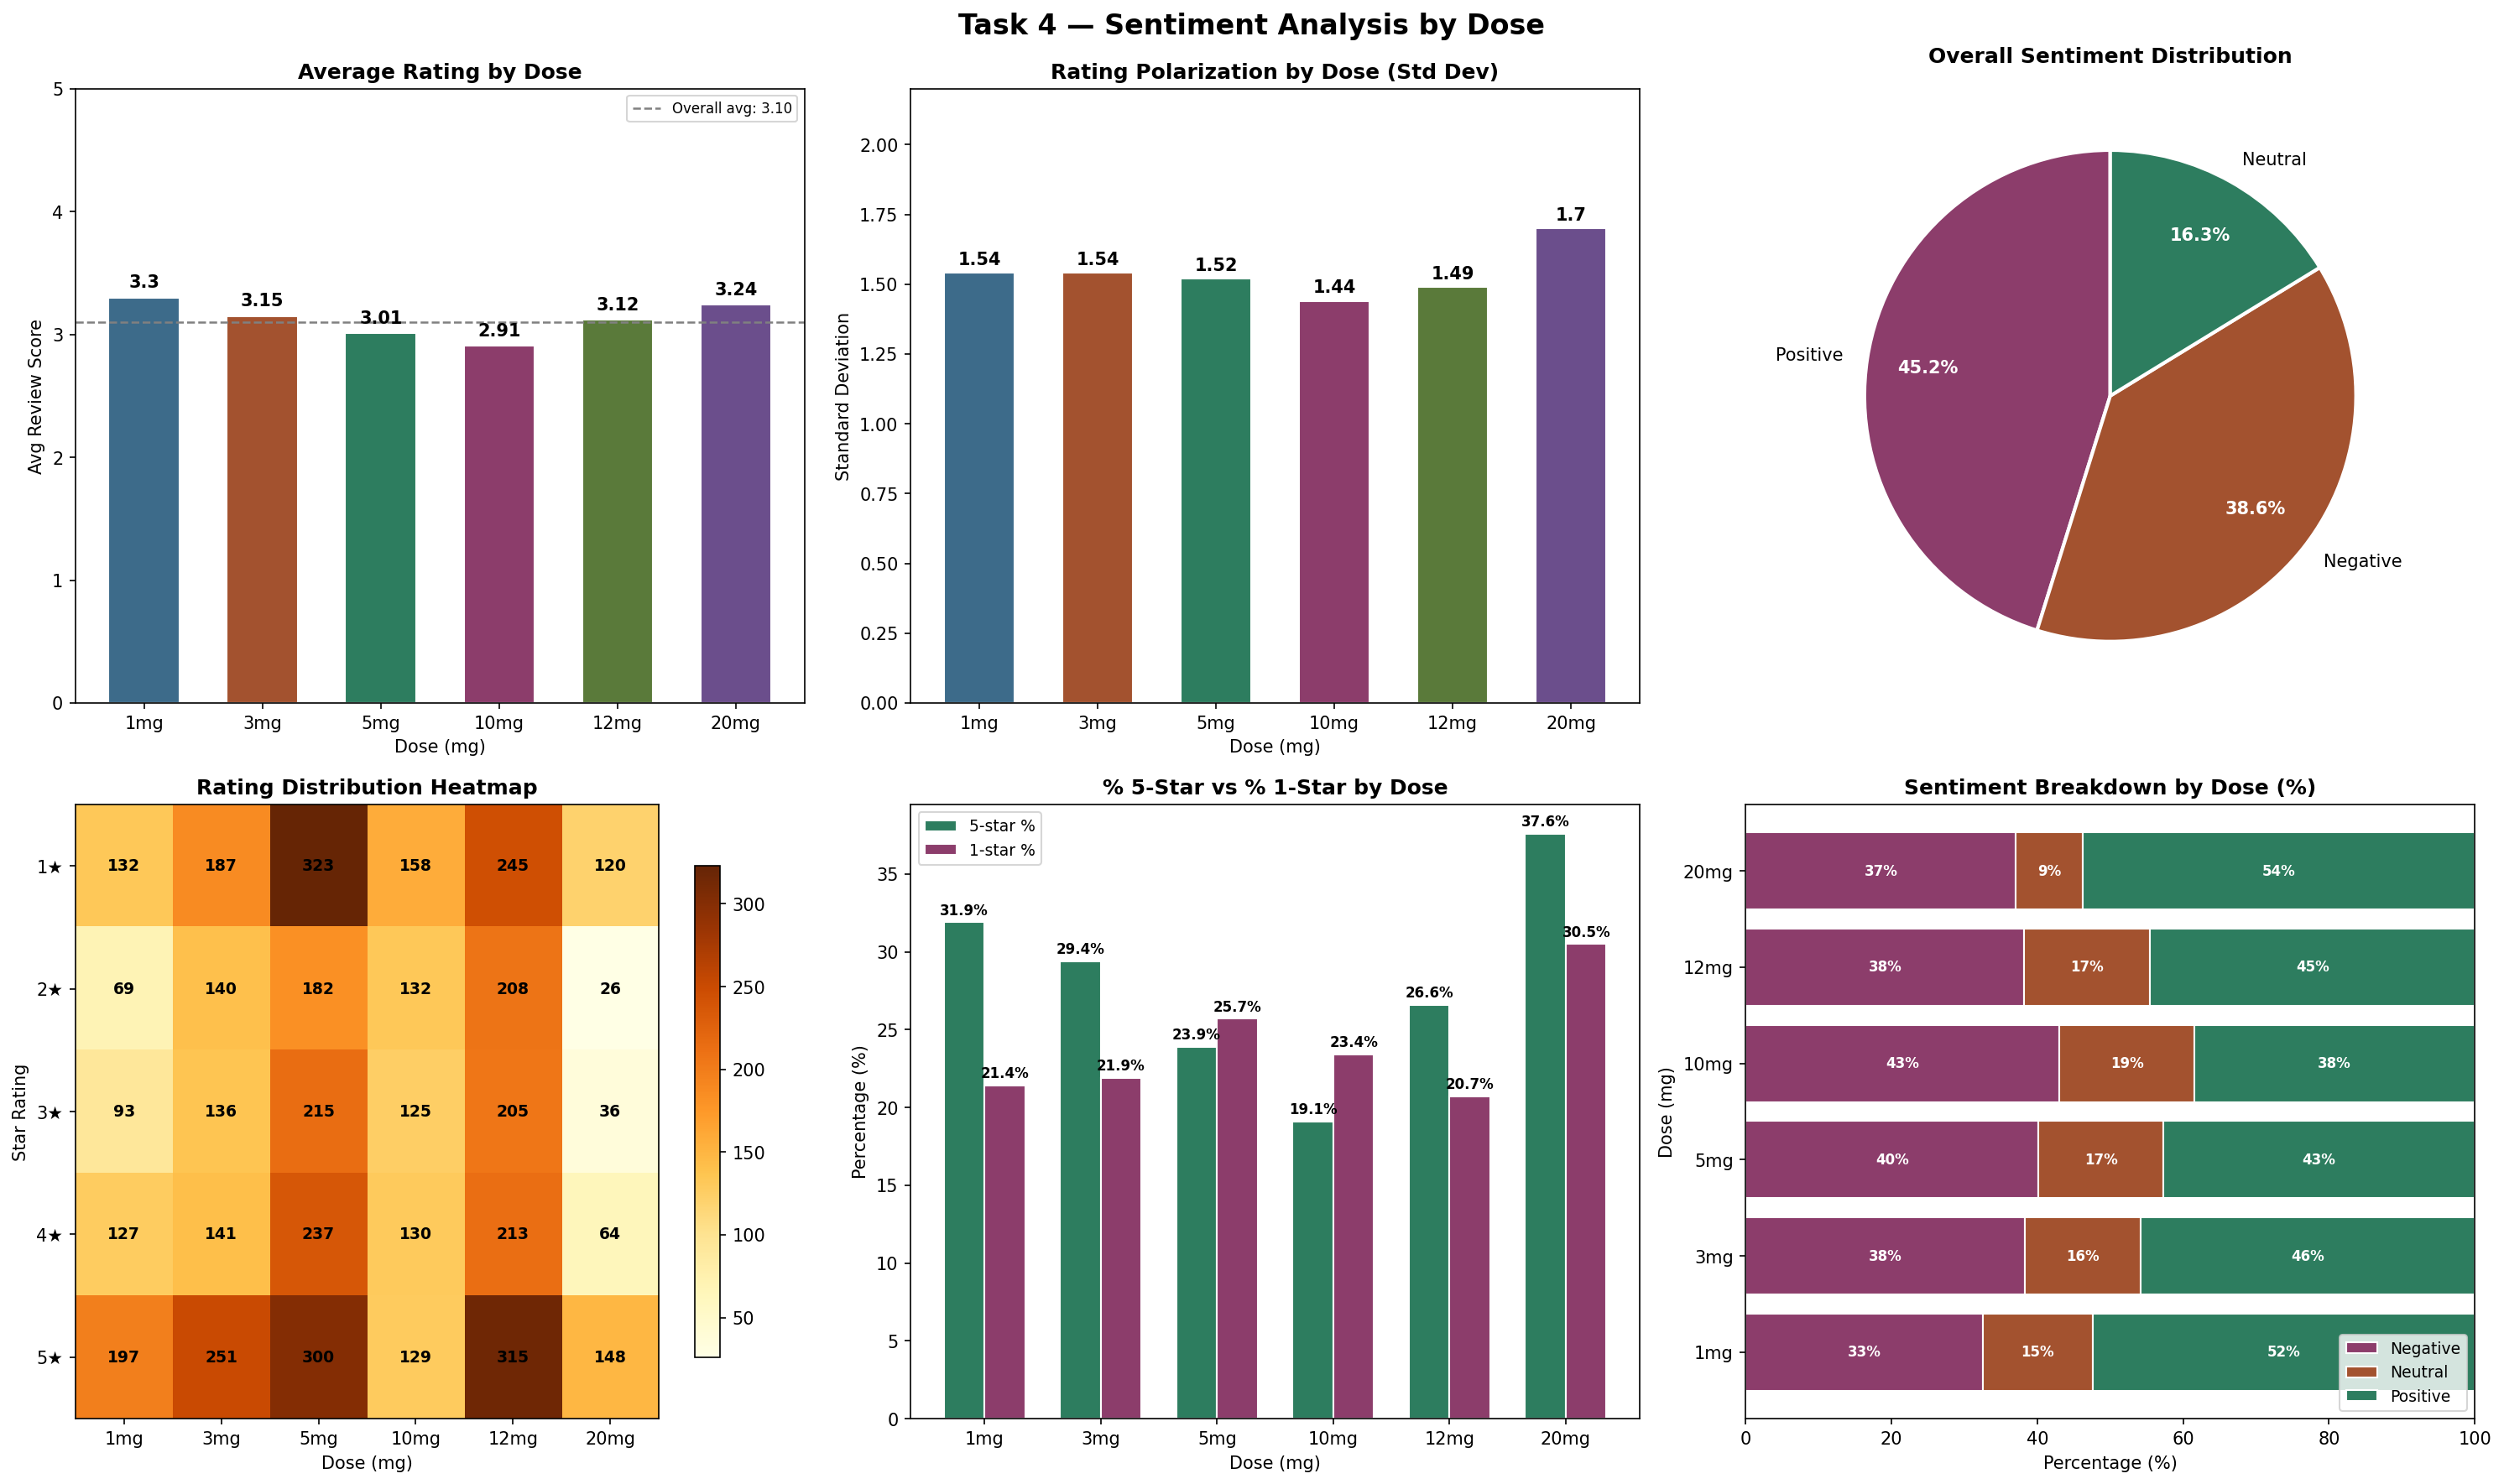 Task 4 — Sentiment Analysis by Dose
Average Rating by Dose
Overall avg: 3.10
Avg Review Score
5
4
3
2
1
0
3.3
3.15
3.01
2.91
3.12
3.24
1mg 3mg 5mg 10mg 12mg 20mg
Dose (mg)
Rating Polarization by Dose (Std Dev)
Standard Deviation
2.00
1.75
1.50
1.25
1.00
0.75
0.50
0.25
0.00
1.54
1.54
1.52
1.44
1.49
1.7
1mg 3mg 5mg 10mg 12mg 20mg
Dose (mg)
Overall Sentiment Distribution
Neutral
16.3%
Positive
45.2%
38.6%
Negative
Rating Distribution Heatmap
Star Rating
1★ 132 187 323 158 245 120
2★ 69 140 182 132 208 26
3★ 93 136 215 125 205 36
4★ 127 141 237 130 213 64
5★ 197 251 300 129 315 148
1mg 3mg 5mg 10mg 12mg 20mg
Dose (mg)
300
250
200
150
100
50
% 5-Star vs % 1-Star by Dose
5-star %
1-star %
Percentage (%)
35
30
25
20
15
10
5
0
31.9%
21.4%
29.4%
21.9%
23.9%
25.7%
19.1%
23.4%
26.6%
20.7%
37.6%
30.5%
1mg 3mg 5mg 10mg 12mg 20mg
Dose (mg)
Sentiment Breakdown by Dose (%)
Dose (mg)
20mg 37% 9% 54%
12mg 38% 17% 45%
10mg 43% 19% 38%
5mg 40% 17% 43%
3mg 38% 16% 46%
1mg 33% 15% 52%
Negative
Neutral
Positive
0 20 40 60 80 100
Percentage (%)